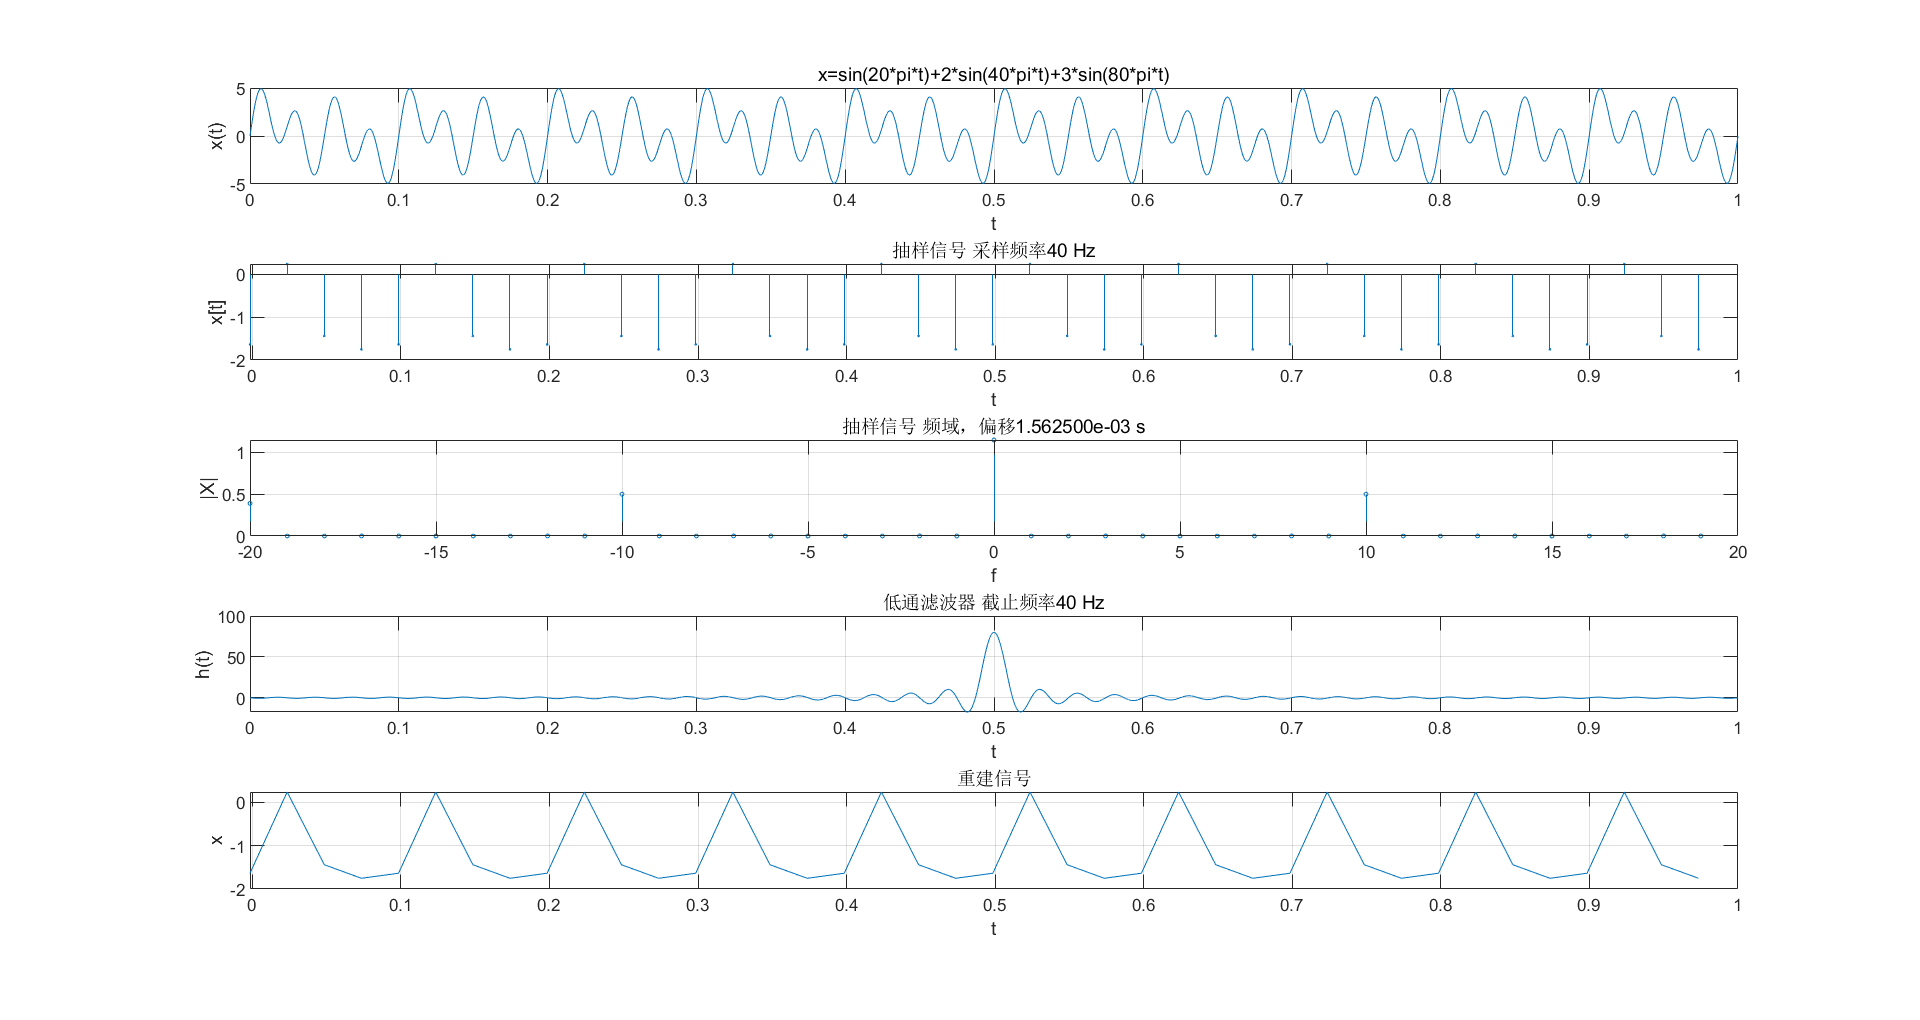 x=sin(20*pi*t)+2*sin(40*pi*t)+3*sin(80*pi*t)
5
0
-5
x(t)
0 0.1 0.2 0.3 0.4 0.5 0.6 0.7 0.8 0.9 1
t
抽样信号 采样频率40 Hz
0
-1
-2
x[t]
0 0.1 0.2 0.3 0.4 0.5 0.6 0.7 0.8 0.9 1
t
抽样信号 频域，偏移1.562500e-03 s
1
0.5
0
|X|
-20 -15 -10 -5 0 5 10 15 20
f
低通滤波器 截止频率40 Hz
100
50
0
h(t)
0 0.1 0.2 0.3 0.4 0.5 0.6 0.7 0.8 0.9 1
t
重建信号
0
-1
-2
x
0 0.1 0.2 0.3 0.4 0.5 0.6 0.7 0.8 0.9 1
t